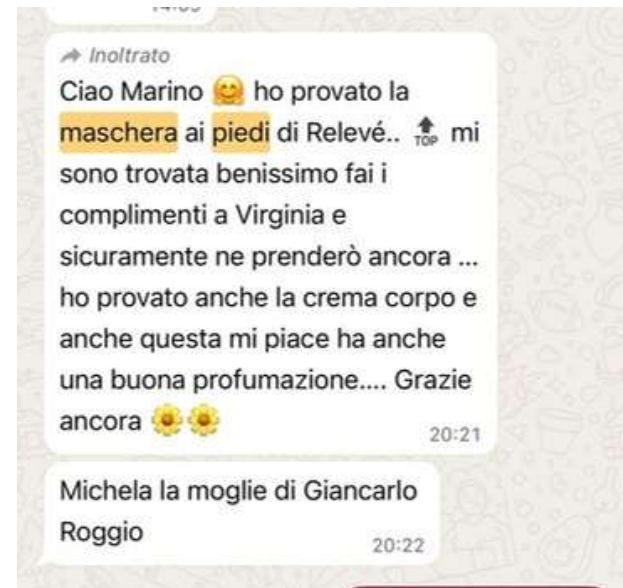 Inoltrato
Ciao Marino 🤗 ho provato la
maschera ai piedi di Relevé.. 🔝 mi
sono trovata benissimo fai i
complimenti a Virginia e
sicuramente ne prenderò ancora ...
ho provato anche la crema corpo e
anche questa mi piace ha anche
una buona profumazione.... Grazie
ancora 🌼🌼
20:21
Michela la moglie di Giancarlo
Roggio
20:22